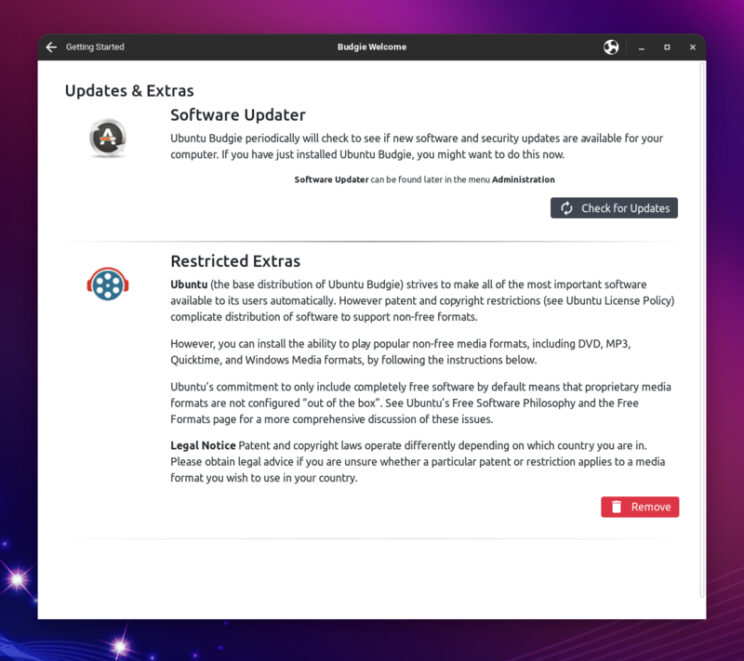 Getting Started
Budgie Welcome
Updates & Extras
Software Updater
Ubuntu Budgie periodically will check to see if new software and security updates are available for your
computer. If you have just installed Ubuntu Budgie, you might want to do this now.
Software Updater can be found later in the menu Administration
Check for Updates
Restricted Extras
Ubuntu (the base distribution of Ubuntu Budgie) strives to make all of the most important software
available to its users automatically. However patent and copyright restrictions (see Ubuntu License Policy)
complicate distribution of software to support non-free formats.
However, you can install the ability to play popular non-free media formats, including DVD, MP3,
Quicktime, and Windows Media formats, by following the instructions below.
Ubuntu's commitment to only include completely free software by default means that proprietary media
formats are not configured “out of the box”. See Ubuntu's Free Software Philosophy and the Free
Formats page for a more comprehensive discussion of these issues.
Legal Notice Patent and copyright laws operate differently depending on which country you are in.
Please obtain legal advice if you are unsure whether a particular patent or restriction applies to a media
format you wish to use in your country.
Remove